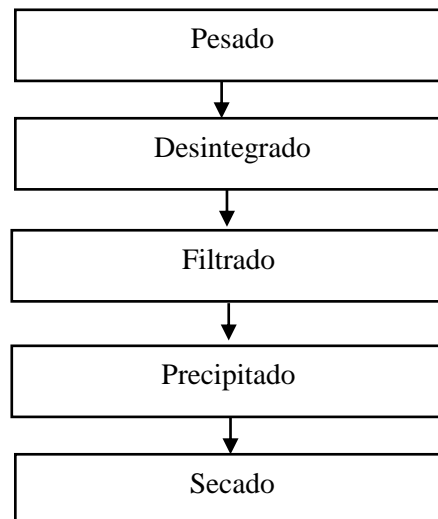 Pesado
Desintegrado
Filtrado
Precipitado
Secado